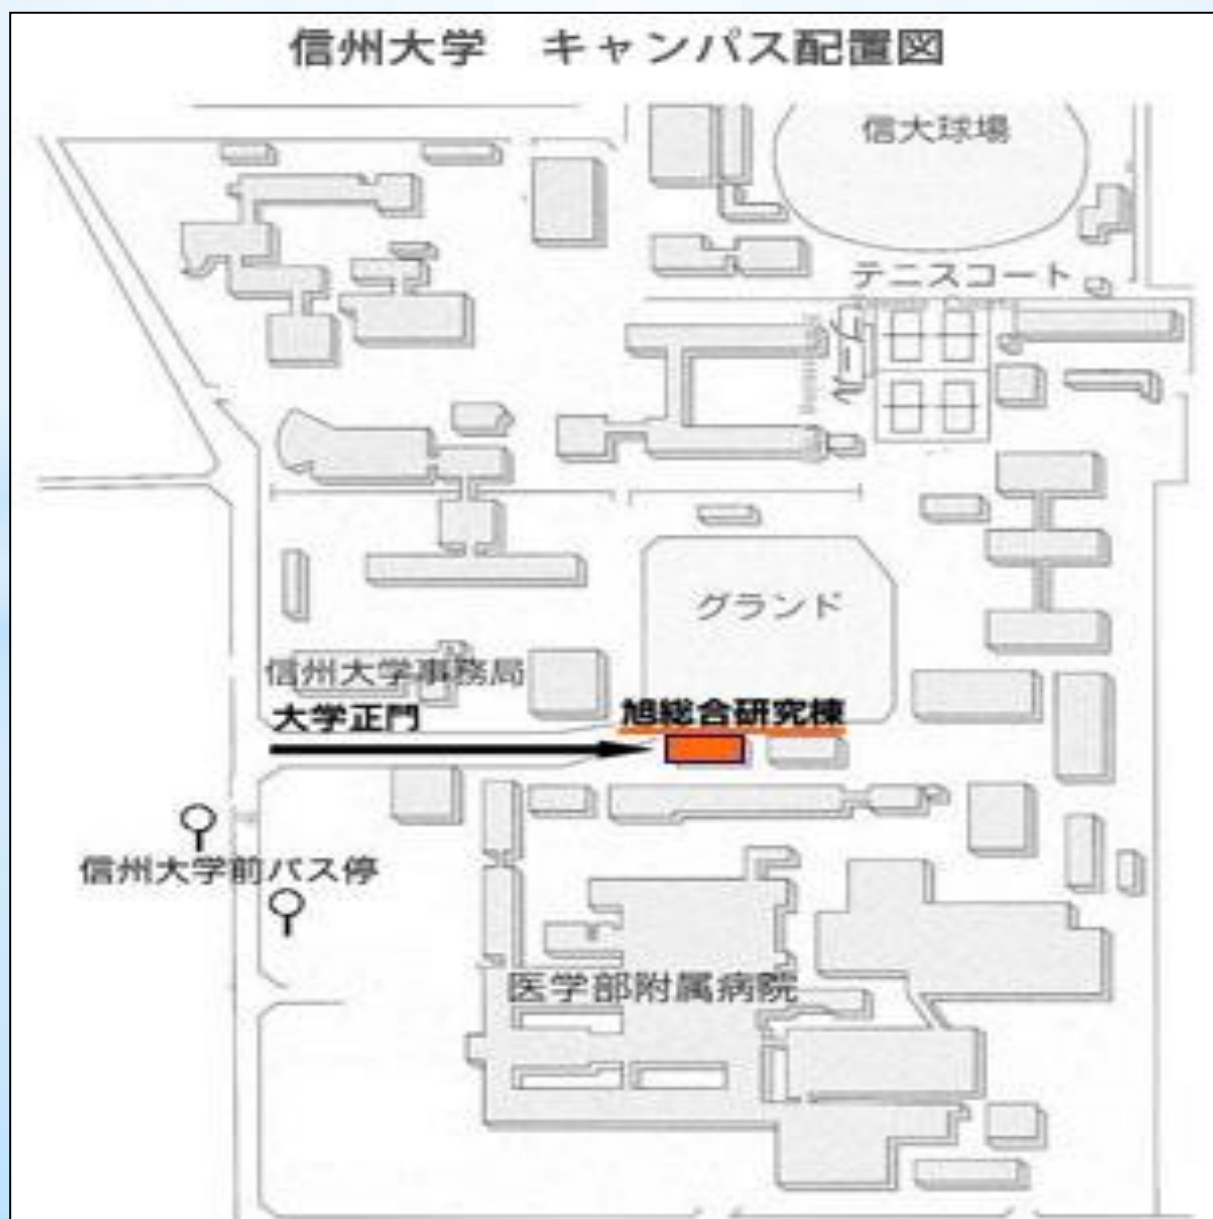 信州大学　キャンパス配置図
信大球場
テニスコート
プール
グランド
信州大学事務局
大学正門
旭総合研究棟
信州大学前バス停
医学部附属病院